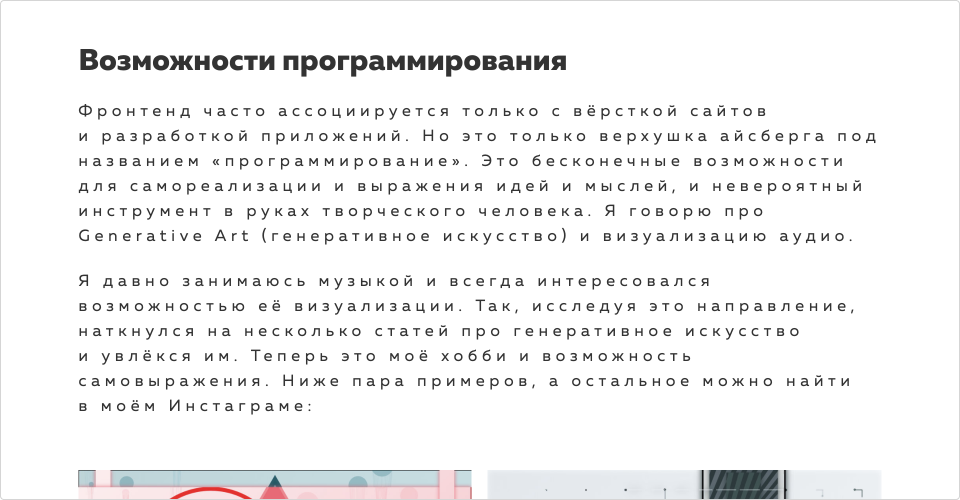 Возможности программирования
Фронтенд часто ассоциируется только с вёрсткой сайтов
и разработкой приложений. Но это только верхушка айсберга под
названием «программирование». Это бесконечные возможности
для самореализации и выражения идей и мыслей, и невероятный
инструмент в руках творческого человека. Я говорю про
Generative Art (генеративное искусство) и визуализацию аудио.
Я давно занимаюсь музыкой и всегда интересовался
возможностью её визуализации. Так, исследуя это направление,
наткнулся на несколько статей про генеративное искусство
и увлёкся им. Теперь это моё хобби и возможность
самовыражения. Ниже пара примеров, а остальное можно найти
в моём Инстаграме: